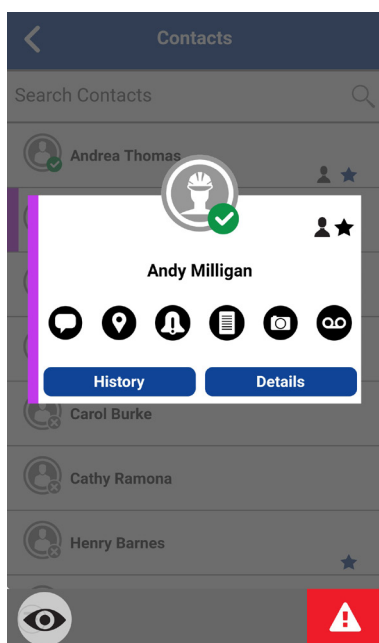 Contacts
Search Contacts
Andrea Thomas
Andy Milligan
History
Details
Carol Burke
Cathy Ramona
Henry Barnes